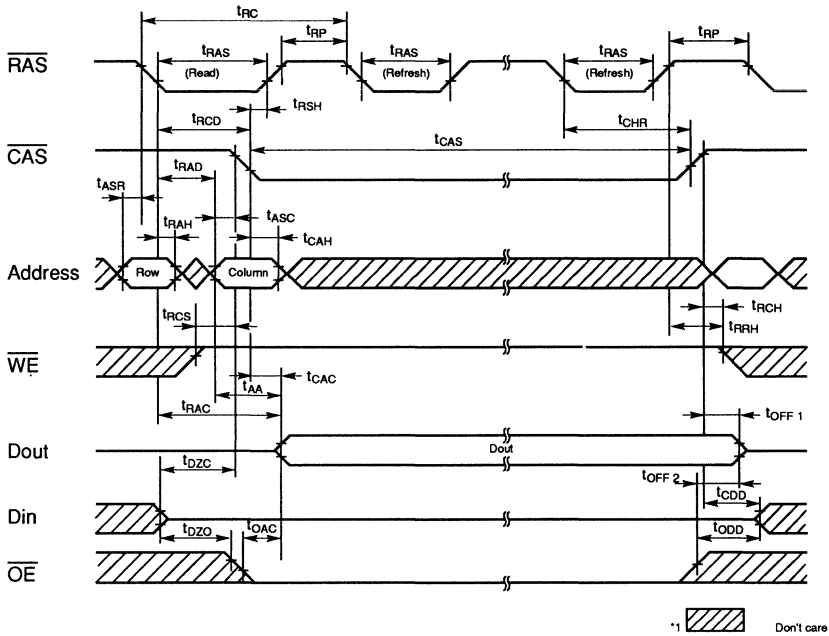 tRC
tRP
tRP
RAS
tRAS
(Read)
tRAS
(Refresh)
tRAS
(Refresh)
tRSH
tRCD
tCHR
CAS
tCAS
tRAD
tASR
tRAH
tASC
tCAH
Address
Row
Column
tRCS
tRCH
tRRH
WE
tCAC
tAA
tRAC
tOFF 1
Dout
Dout
tDZC
tOFF 2
tCDD
Din
tDZO
tOAC
tODD
OE
*1
Don't care